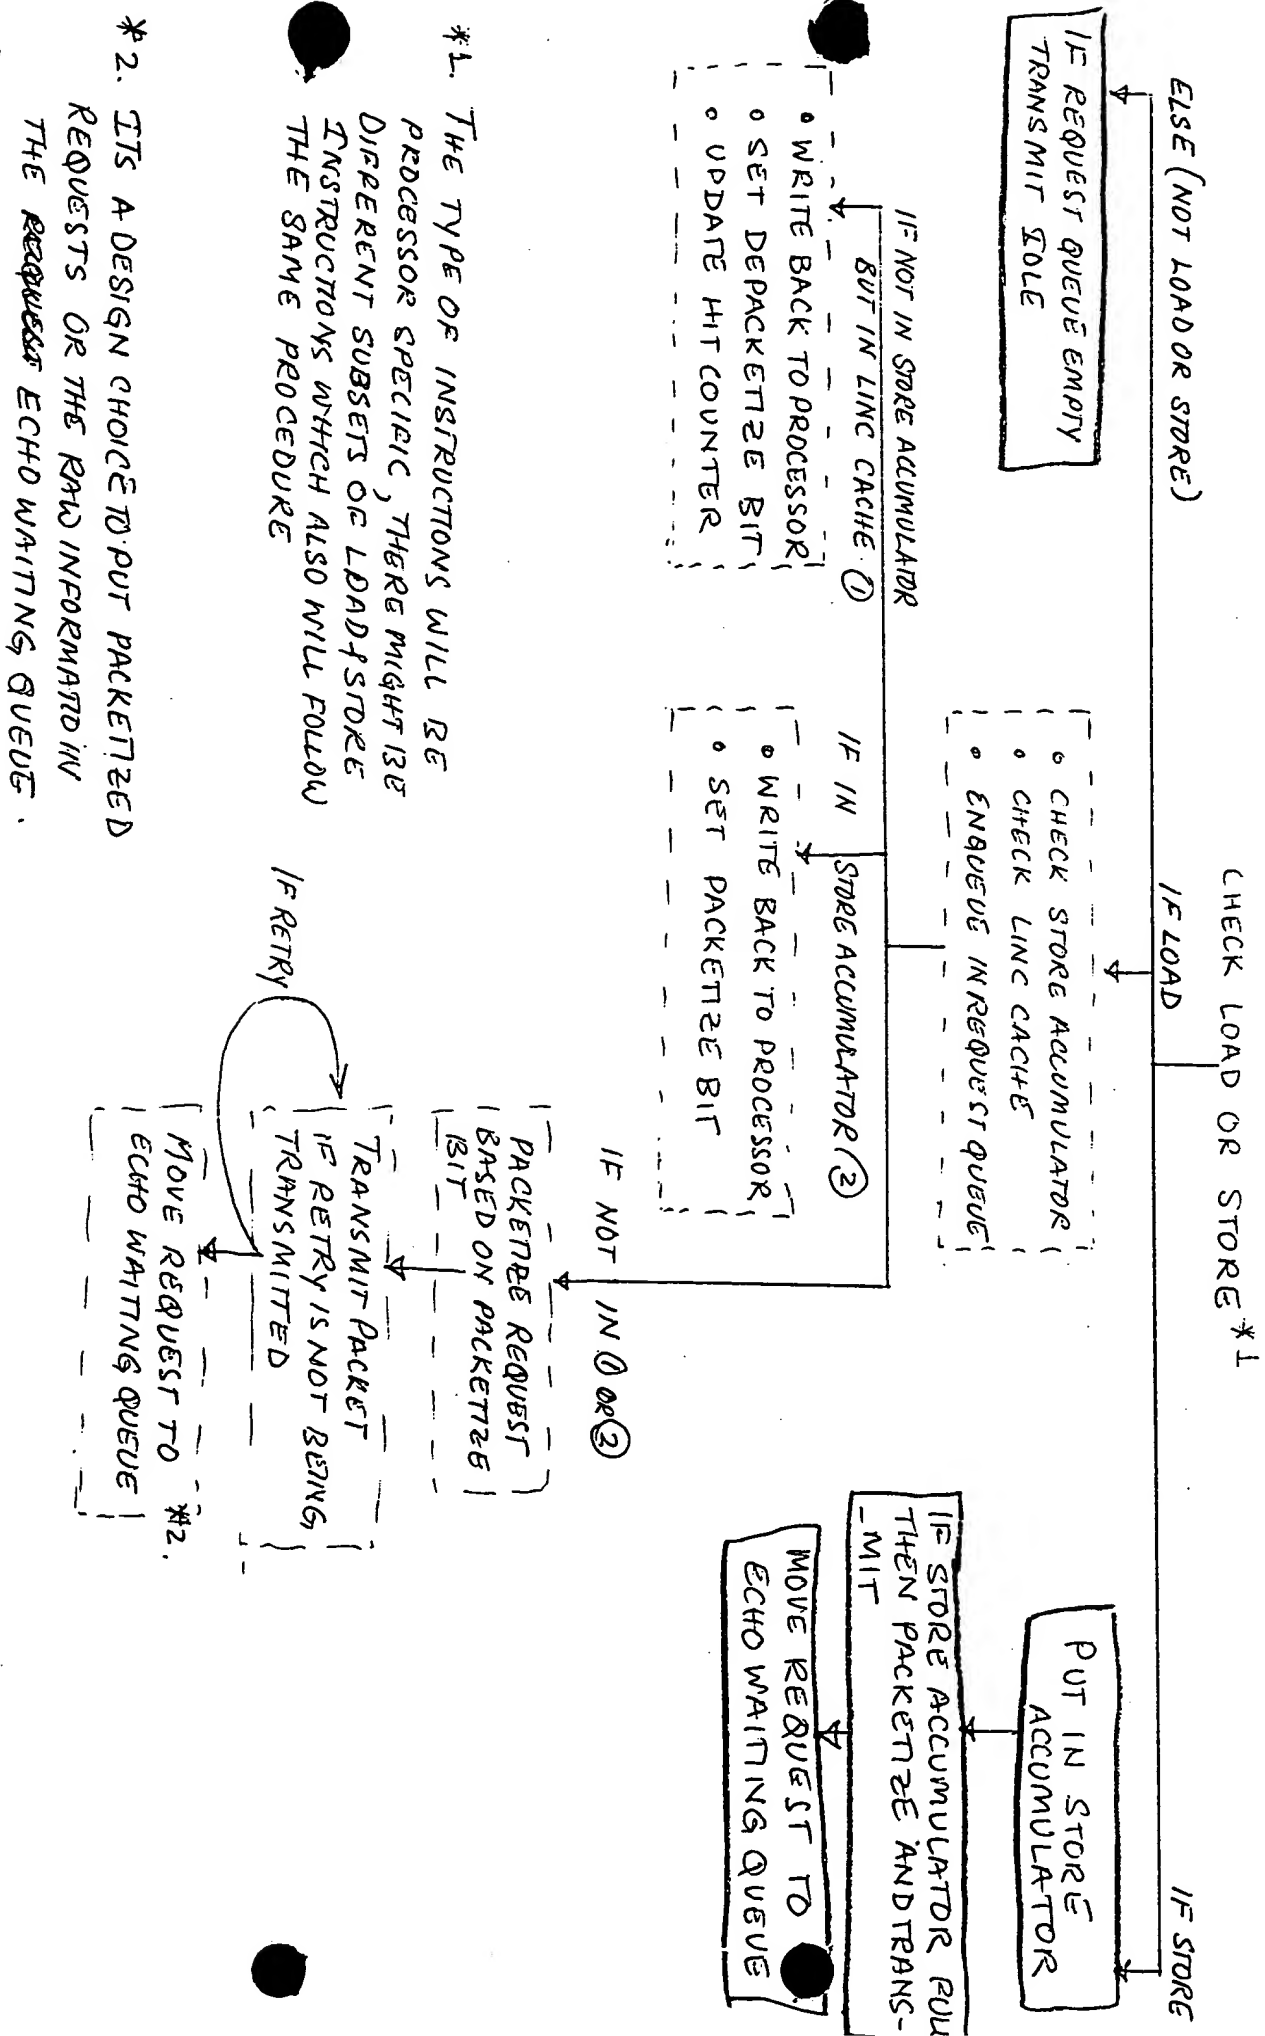 CHECK LOAD OR STORE *1
ELSE (NOT LOAD OR STORE)
IF LOAD
IF STORE
IF REQUEST QUEUE EMPTY
TRANSMIT IDLE
• CHECK STORE ACCUMULATOR
• CHECK LINC CACHE
• ENQUEUE IN REQUEST QUEUE
PUT IN STORE
ACCUMULATOR
IF NOT IN STORE ACCUMULATOR
BUT IN LINC CACHE. ①
IF IN STORE ACCUMULATOR ②
IF NOT IN ① OR ②
• WRITE BACK TO PROCESSOR
• SET DEPACKETIZE BIT
• UPDATE HIT COUNTER
• WRITE BACK TO PROCESSOR
• SET PACKETIZE BIT
IF STORE ACCUMULATOR FULL
THEN PACKETIZE AND TRANS-
-MIT
MOVE REQUEST TO
ECHO WAITING QUEUE
PACKETIZE REQUEST
BASED ON PACKETIZE
BIT
TRANSMIT PACKET
IF RETRY IS NOT BEING
TRANSMITTED
IF RETRY
MOVE REQUEST TO *2.
ECHO WAITING QUEUE
*1. THE TYPE OF INSTRUCTIONS WILL BE
PROCESSOR SPECIFIC, THERE MIGHT BE
DIFFERENT SUBSETS OF LOAD & STORE
INSTRUCTIONS WHICH ALSO WILL FOLLOW
THE SAME PROCEDURE
*2. ITS A DESIGN CHOICE TO PUT PACKETIZED
REQUESTS OR THE RAW INFORMATION IN
THE REQUEST ECHO WAITING QUEUE.